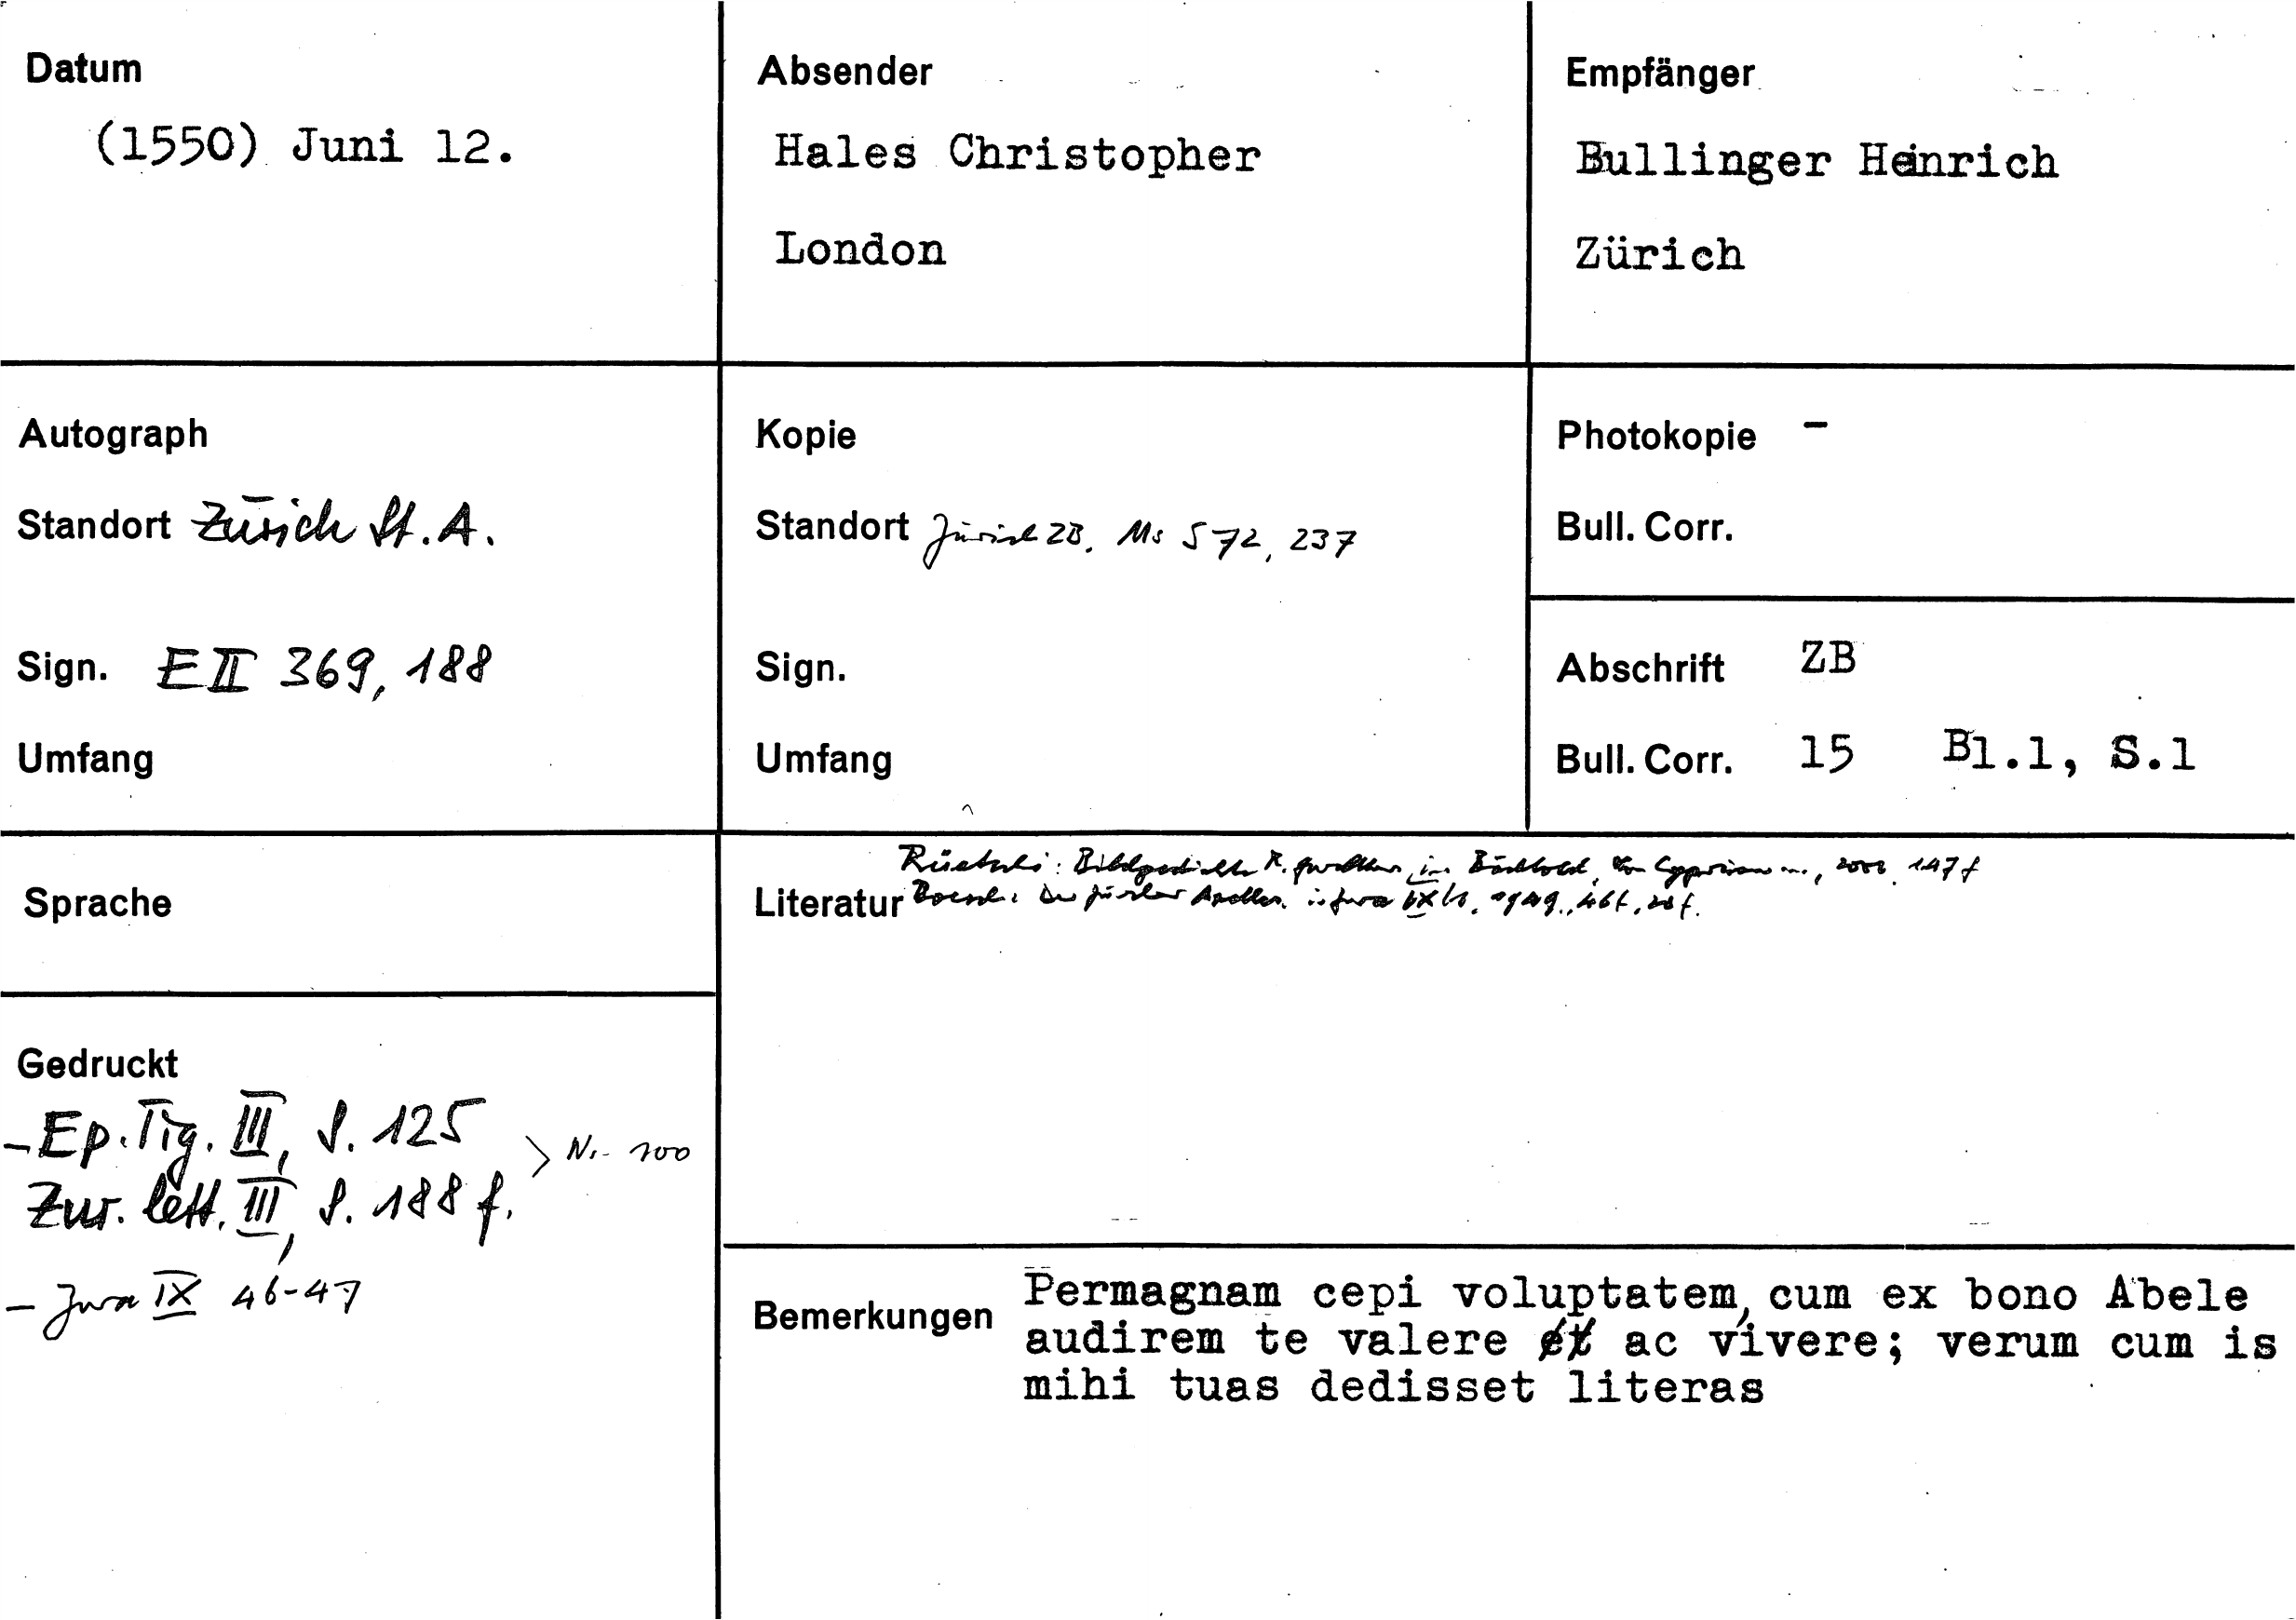 Datum
(1550) Juni 12.
Absender
Hales Christopher
London
Empfänger
Bullinger Heinrich
Zürich
Autograph
Standort Zürich St. A.
Sign. E II 369, 188
Umfang
Kopie
Standort Zürich ZB, Ms S 72, 237
Sign.
Umfang
Photokopie -
Bull. Corr.
Abschrift ZB
Bull. Corr. 15 Bl.1, S.1
Sprache
Gedruckt
- Ep. Tig. III, S. 125
Zur. lett. III, S. 188 f.
> Nr. 100
- Jura IX 46-47
Literatur
Bemerkungen Permagnam cepi voluptatem, cum ex bono Abele
audirem te valere et ac vivere; verum cum is
mihi tuas dedisset literas